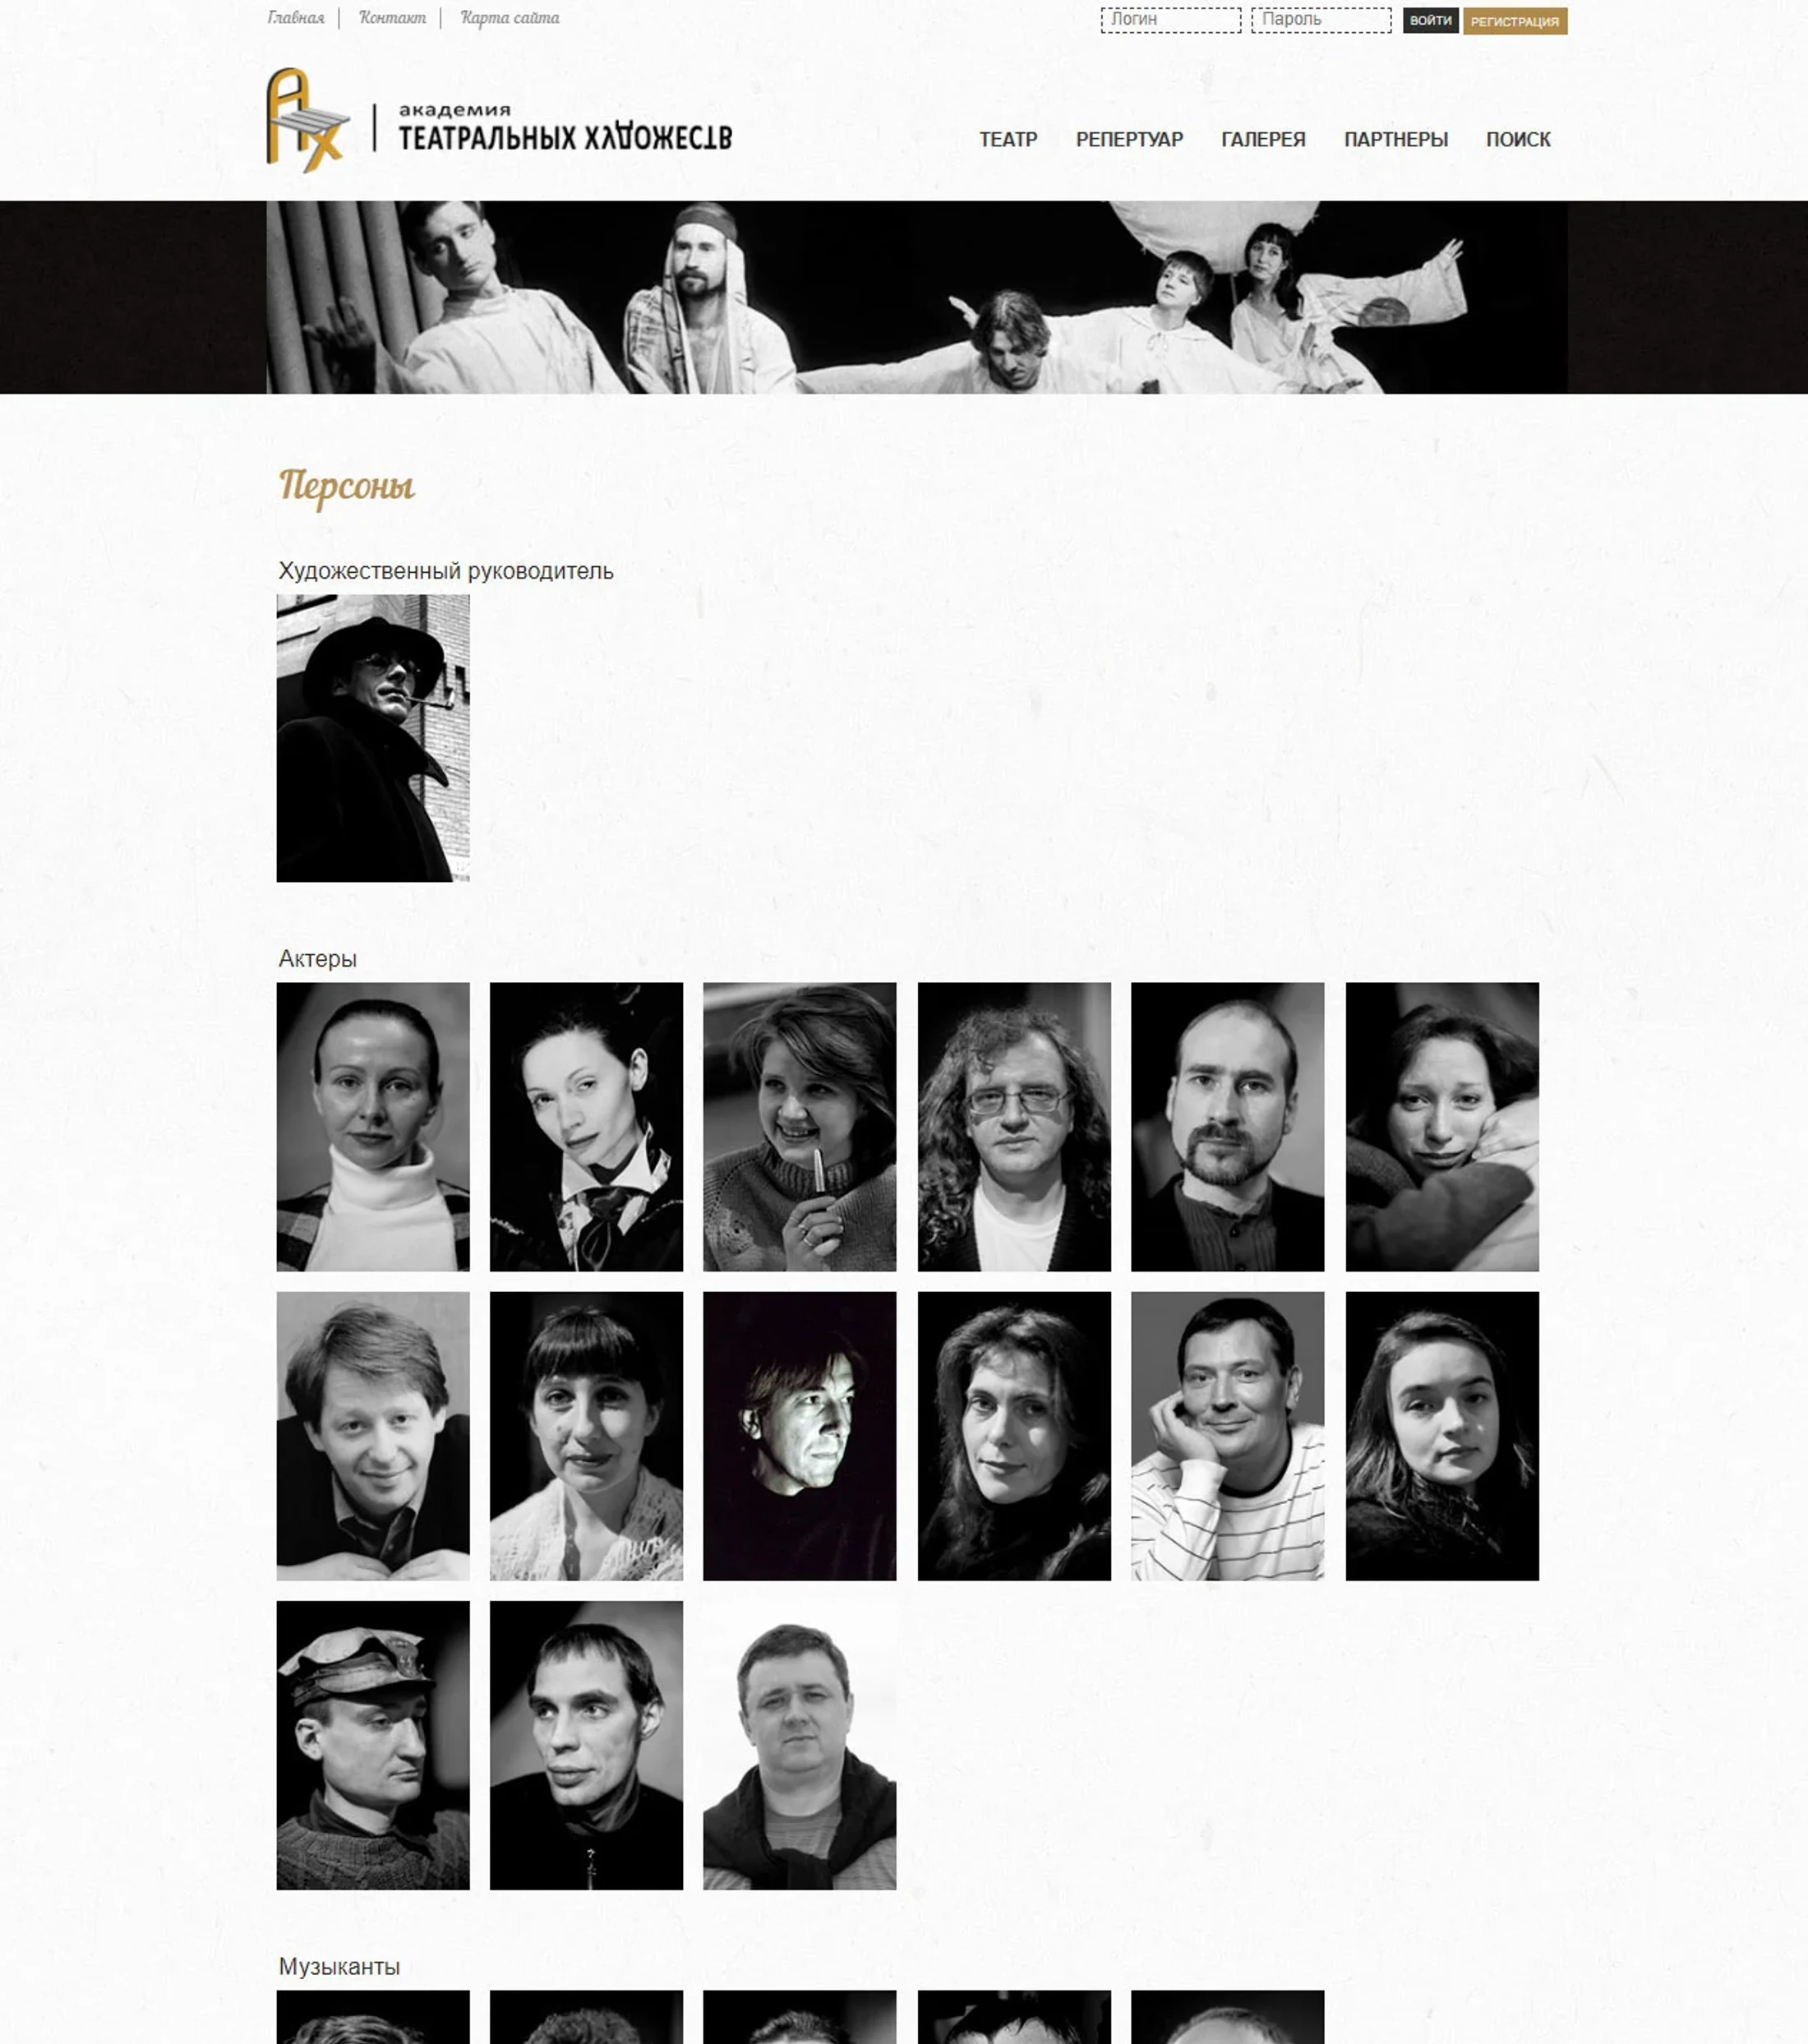 Главная | Контакт | Карта сайта
Логин Пароль ВОЙТИ РЕГИСТРАЦИЯ
академия
ТЕАТРАЛЬНЫХ ХУДОЖЕСТВ
ТЕАТР РЕПЕРТУАР ГАЛЕРЕЯ ПАРТНЕРЫ ПОИСК
Персоны
Художественный руководитель
Актеры
Музыканты